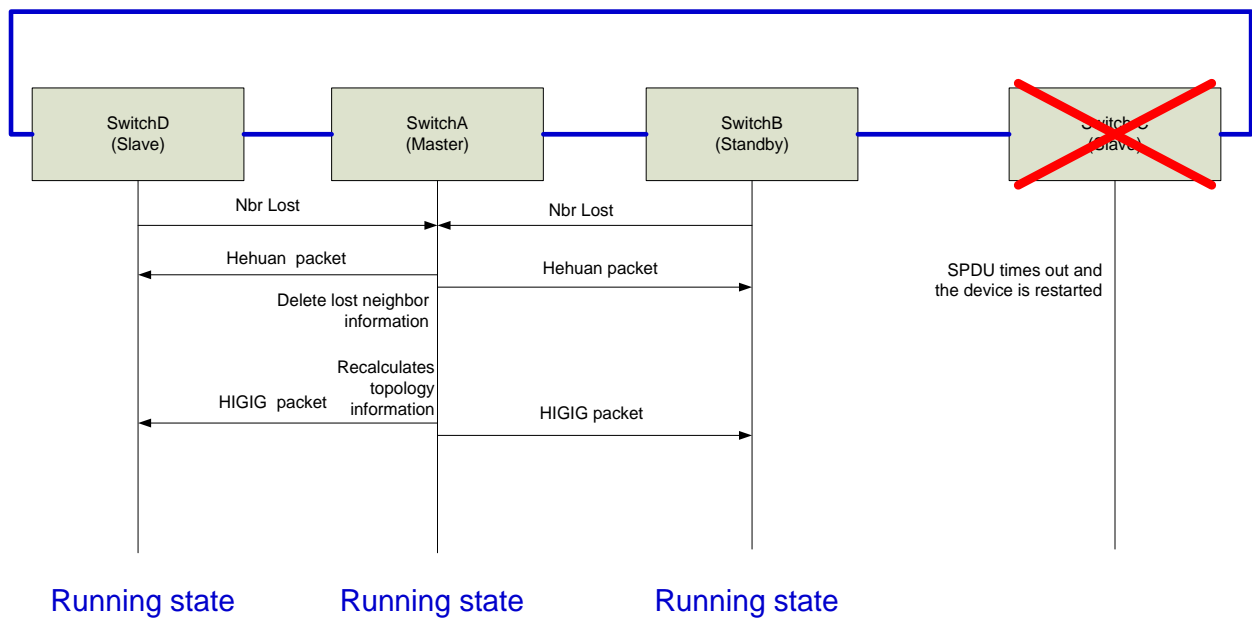 SwitchD
(Slave)
SwitchA
(Master)
SwitchB
(Standby)
Switch C
(Slave)
Nbr Lost
Nbr Lost
Hehuan packet
Hehuan packet
SPDU times out and
the device is restarted
Delete lost neighbor
information
Recalculates
topology
information
HIGIG packet
HIGIG packet
Running state
Running state
Running state